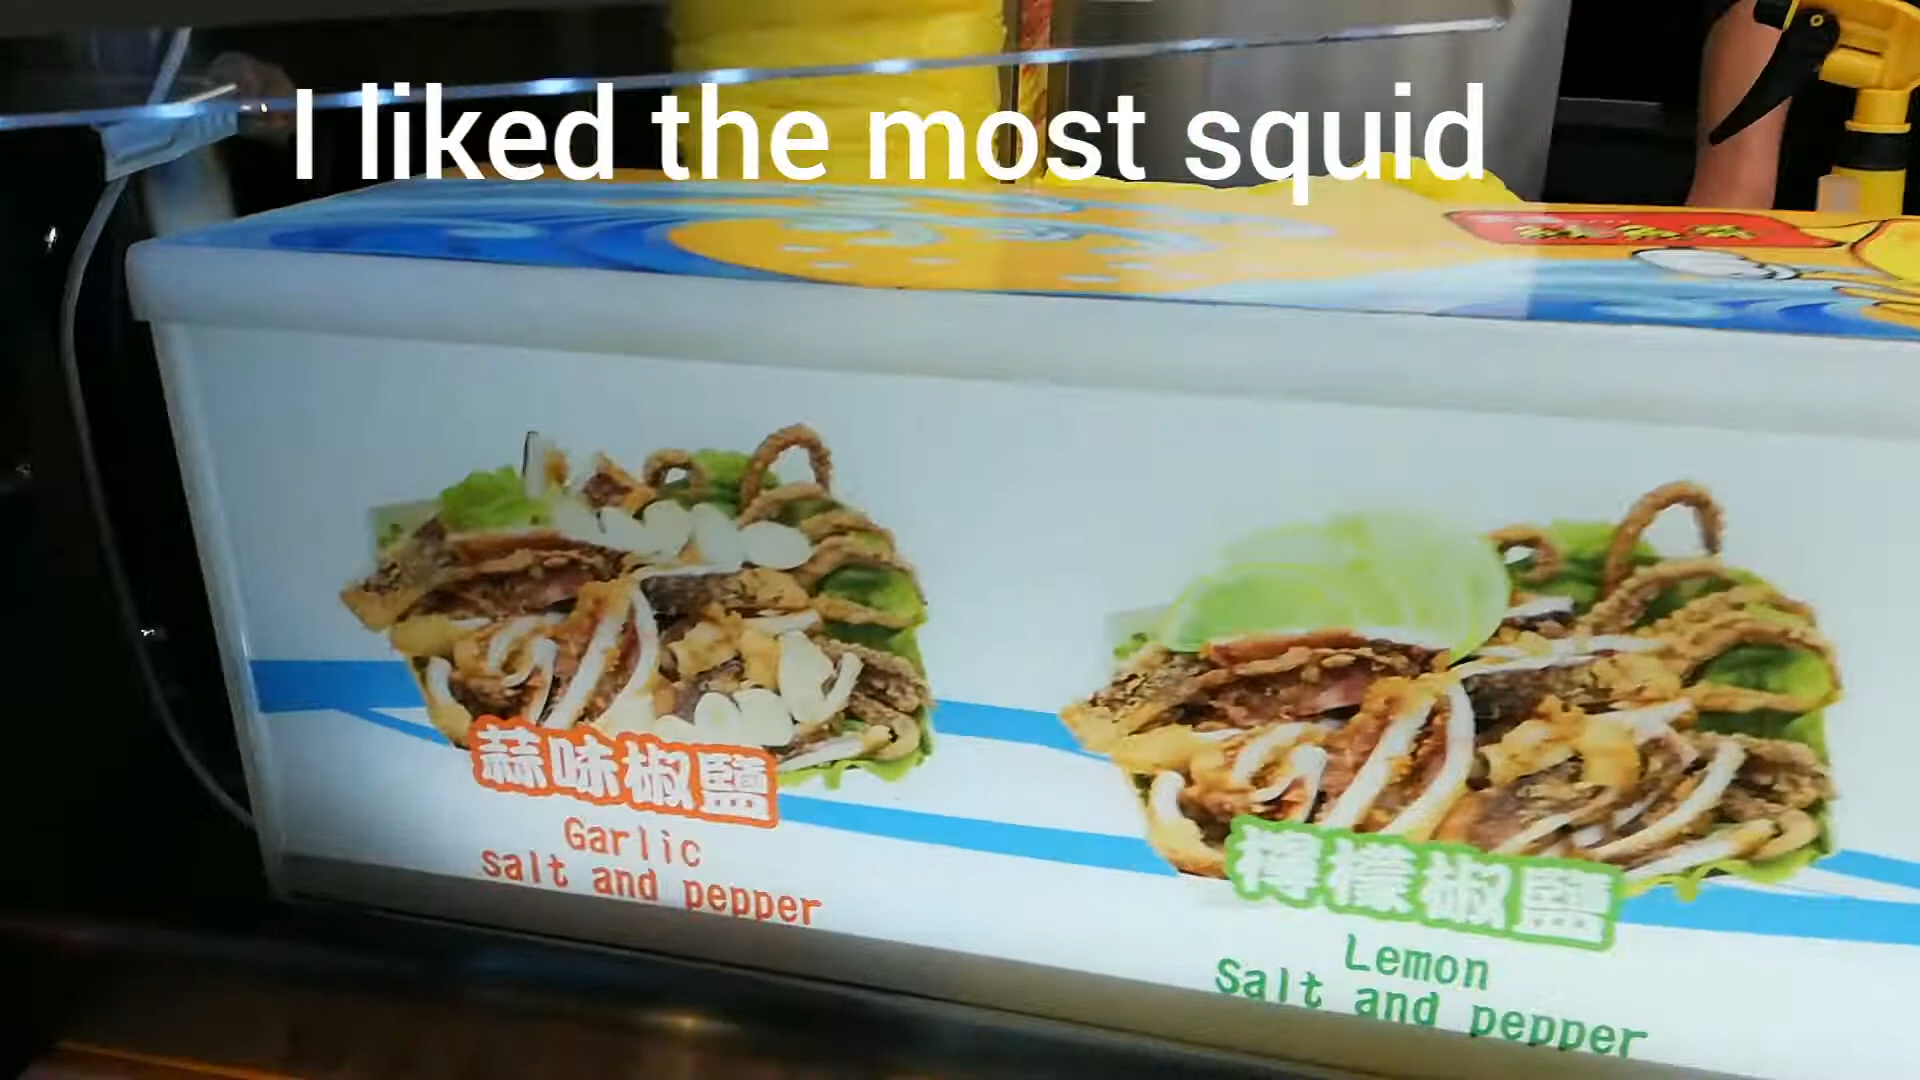 I liked the most squid
蒜味椒鹽
Garlic
salt and pepper
檸檬椒鹽
Lemon
Salt and pepper